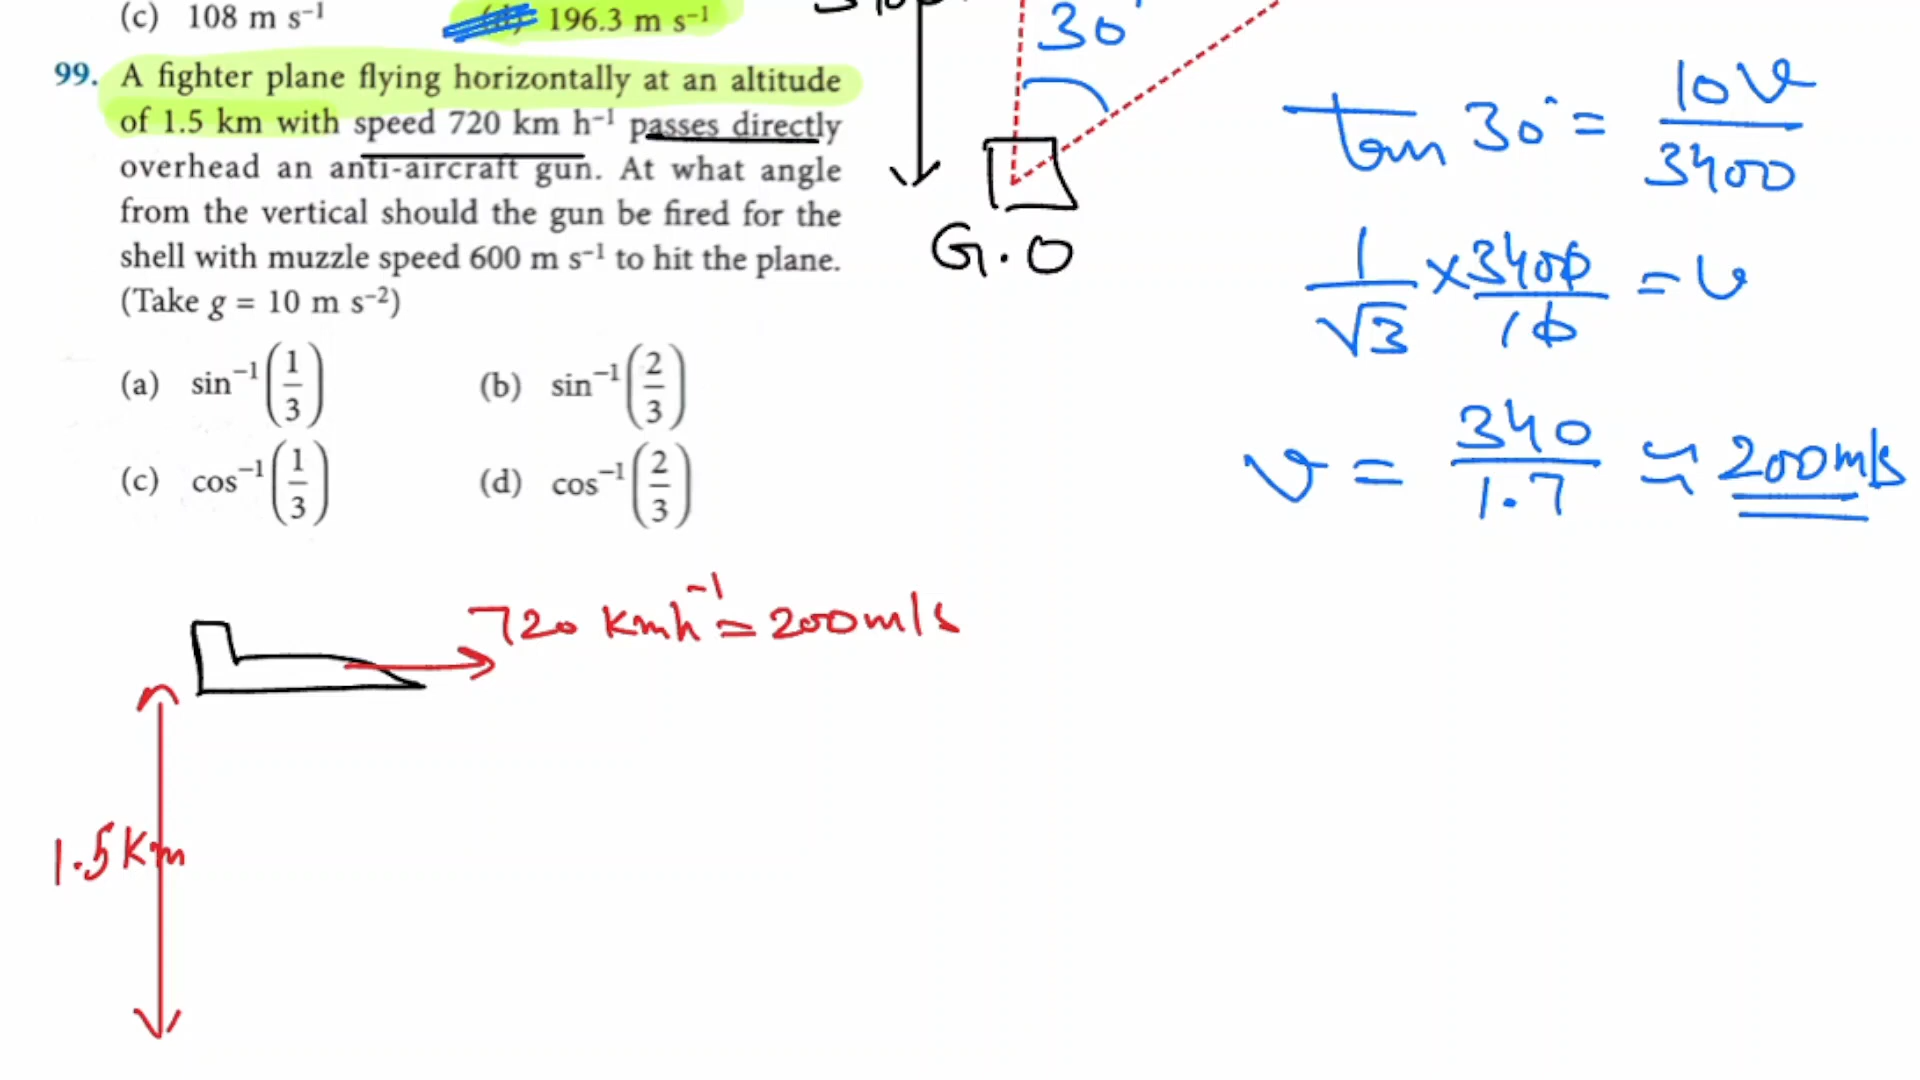 (c) 108 m s⁻¹ (d) 196.3 m s⁻¹
99. A fighter plane flying horizontally at an altitude
of 1.5 km with speed 720 km h⁻¹ passes directly
overhead an anti-aircraft gun. At what angle
from the vertical should the gun be fired for the
shell with muzzle speed 600 m s⁻¹ to hit the plane.
(Take g = 10 m s⁻²)
(a) sin⁻¹(1/3) (b) sin⁻¹(2/3)
(c) cos⁻¹(1/3) (d) cos⁻¹(2/3)
720 Kmh⁻¹ = 200m/s
1.5Km
30°
G.O
tan 30° = 10v/3400
1/√3 × 3400/10 = v
v = 340/1.7 ≈ 200m/s